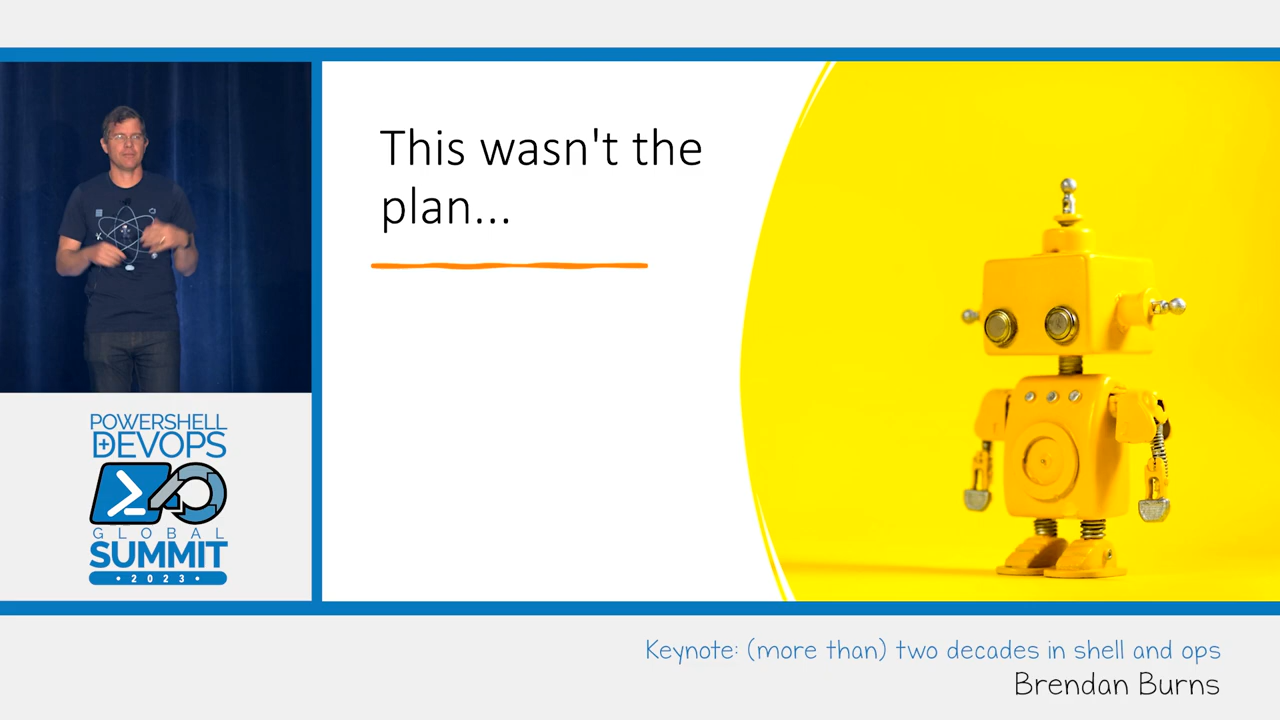 This wasn't the
plan...
POWERSHELL
DEVOPS
GLOBAL
SUMMIT
• 2023 •
Keynote: (more than) two decades in shell and ops
Brendan Burns